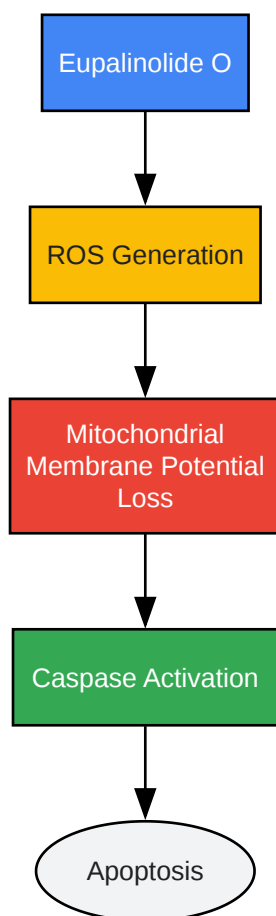 Eupalinolide O
ROS Generation
Mitochondrial
Membrane Potential
Loss
Caspase Activation
Apoptosis